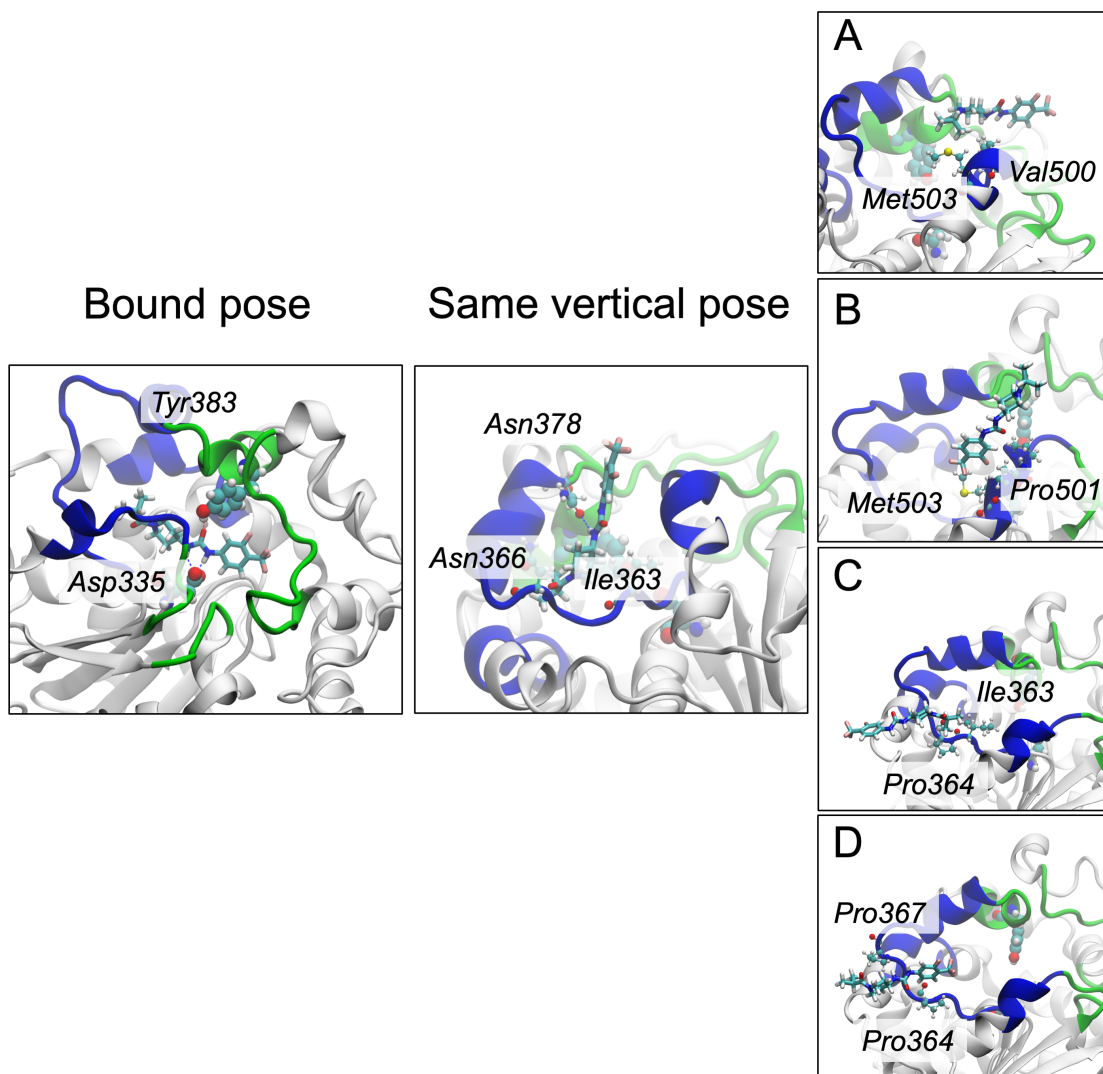 Bound pose
Tyr383
Asp335
Same vertical pose
Asn378
Asn366
Ile363
A
Val500
Met503
B
Met503
Pro501
C
Ile363
Pro364
D
Pro367
Pro364